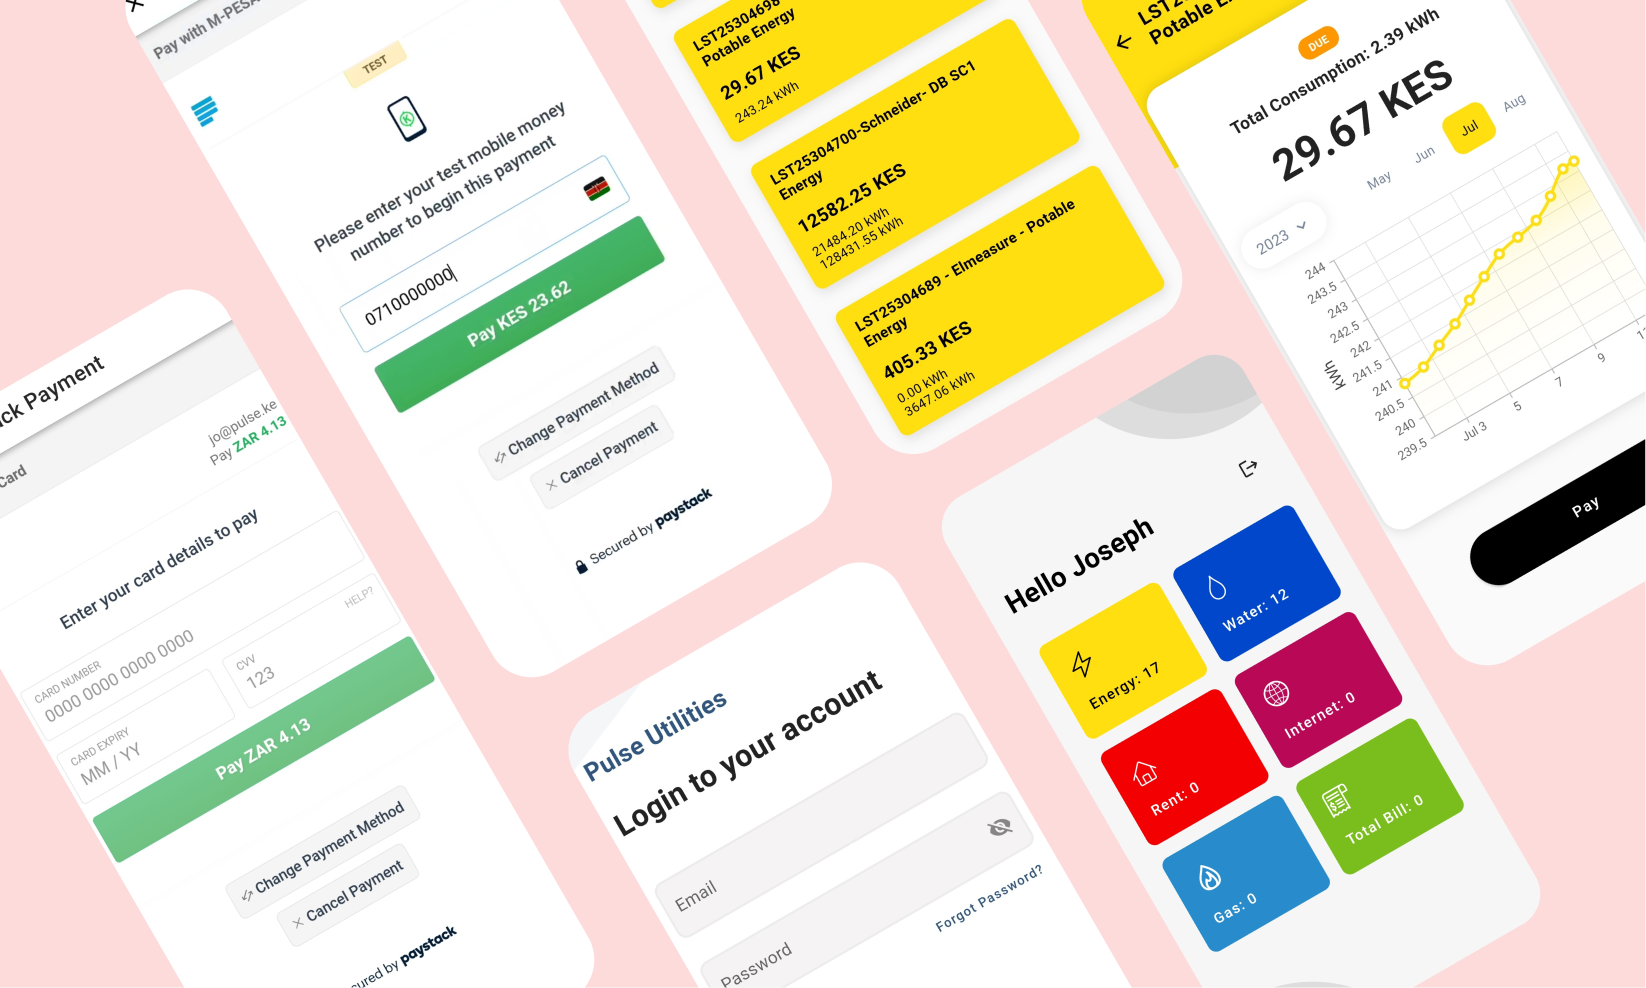 Pay with M-PESA
TEST
Please enter your test mobile money
number to begin this payment
0710000000
Pay KES 23.62
Change Payment Method
Cancel Payment
Secured by paystack
Payment
Card
jo@pulse.ke
Pay ZAR 4.13
Enter your card details to pay
CARD NUMBER
0000 0000 0000 0000
CARD EXPIRY
MM / YY
CVV
HELP?
123
Pay ZAR 4.13
Change Payment Method
Cancel Payment
by paystack
LST25304698
Potable Energy
29.67 KES
243.24 kWh
LST25304700-Schneider- DB SC1
Energy
12582.25 KES
21484.20 kWh
128431.55 kWh
LST25304689 - Elmeasure - Potable
Energy
405.33 KES
0.00 kWh
3647.06 kWh
Pulse Utilities
Login to your account
Email
Password
Forgot Password?
Hello Joseph
Energy: 17
Water: 12
Rent: 0
Internet: 0
Gas: 0
Total Bill: 0
Potable
DUE
Total Consumption: 2.39 kWh
29.67 KES
May
Jun
Jul
Aug
2023
244
243.5
243
242.5
242
241.5
241
240.5
240
239.5
kWh
Jul 3
5
7
9
Pay